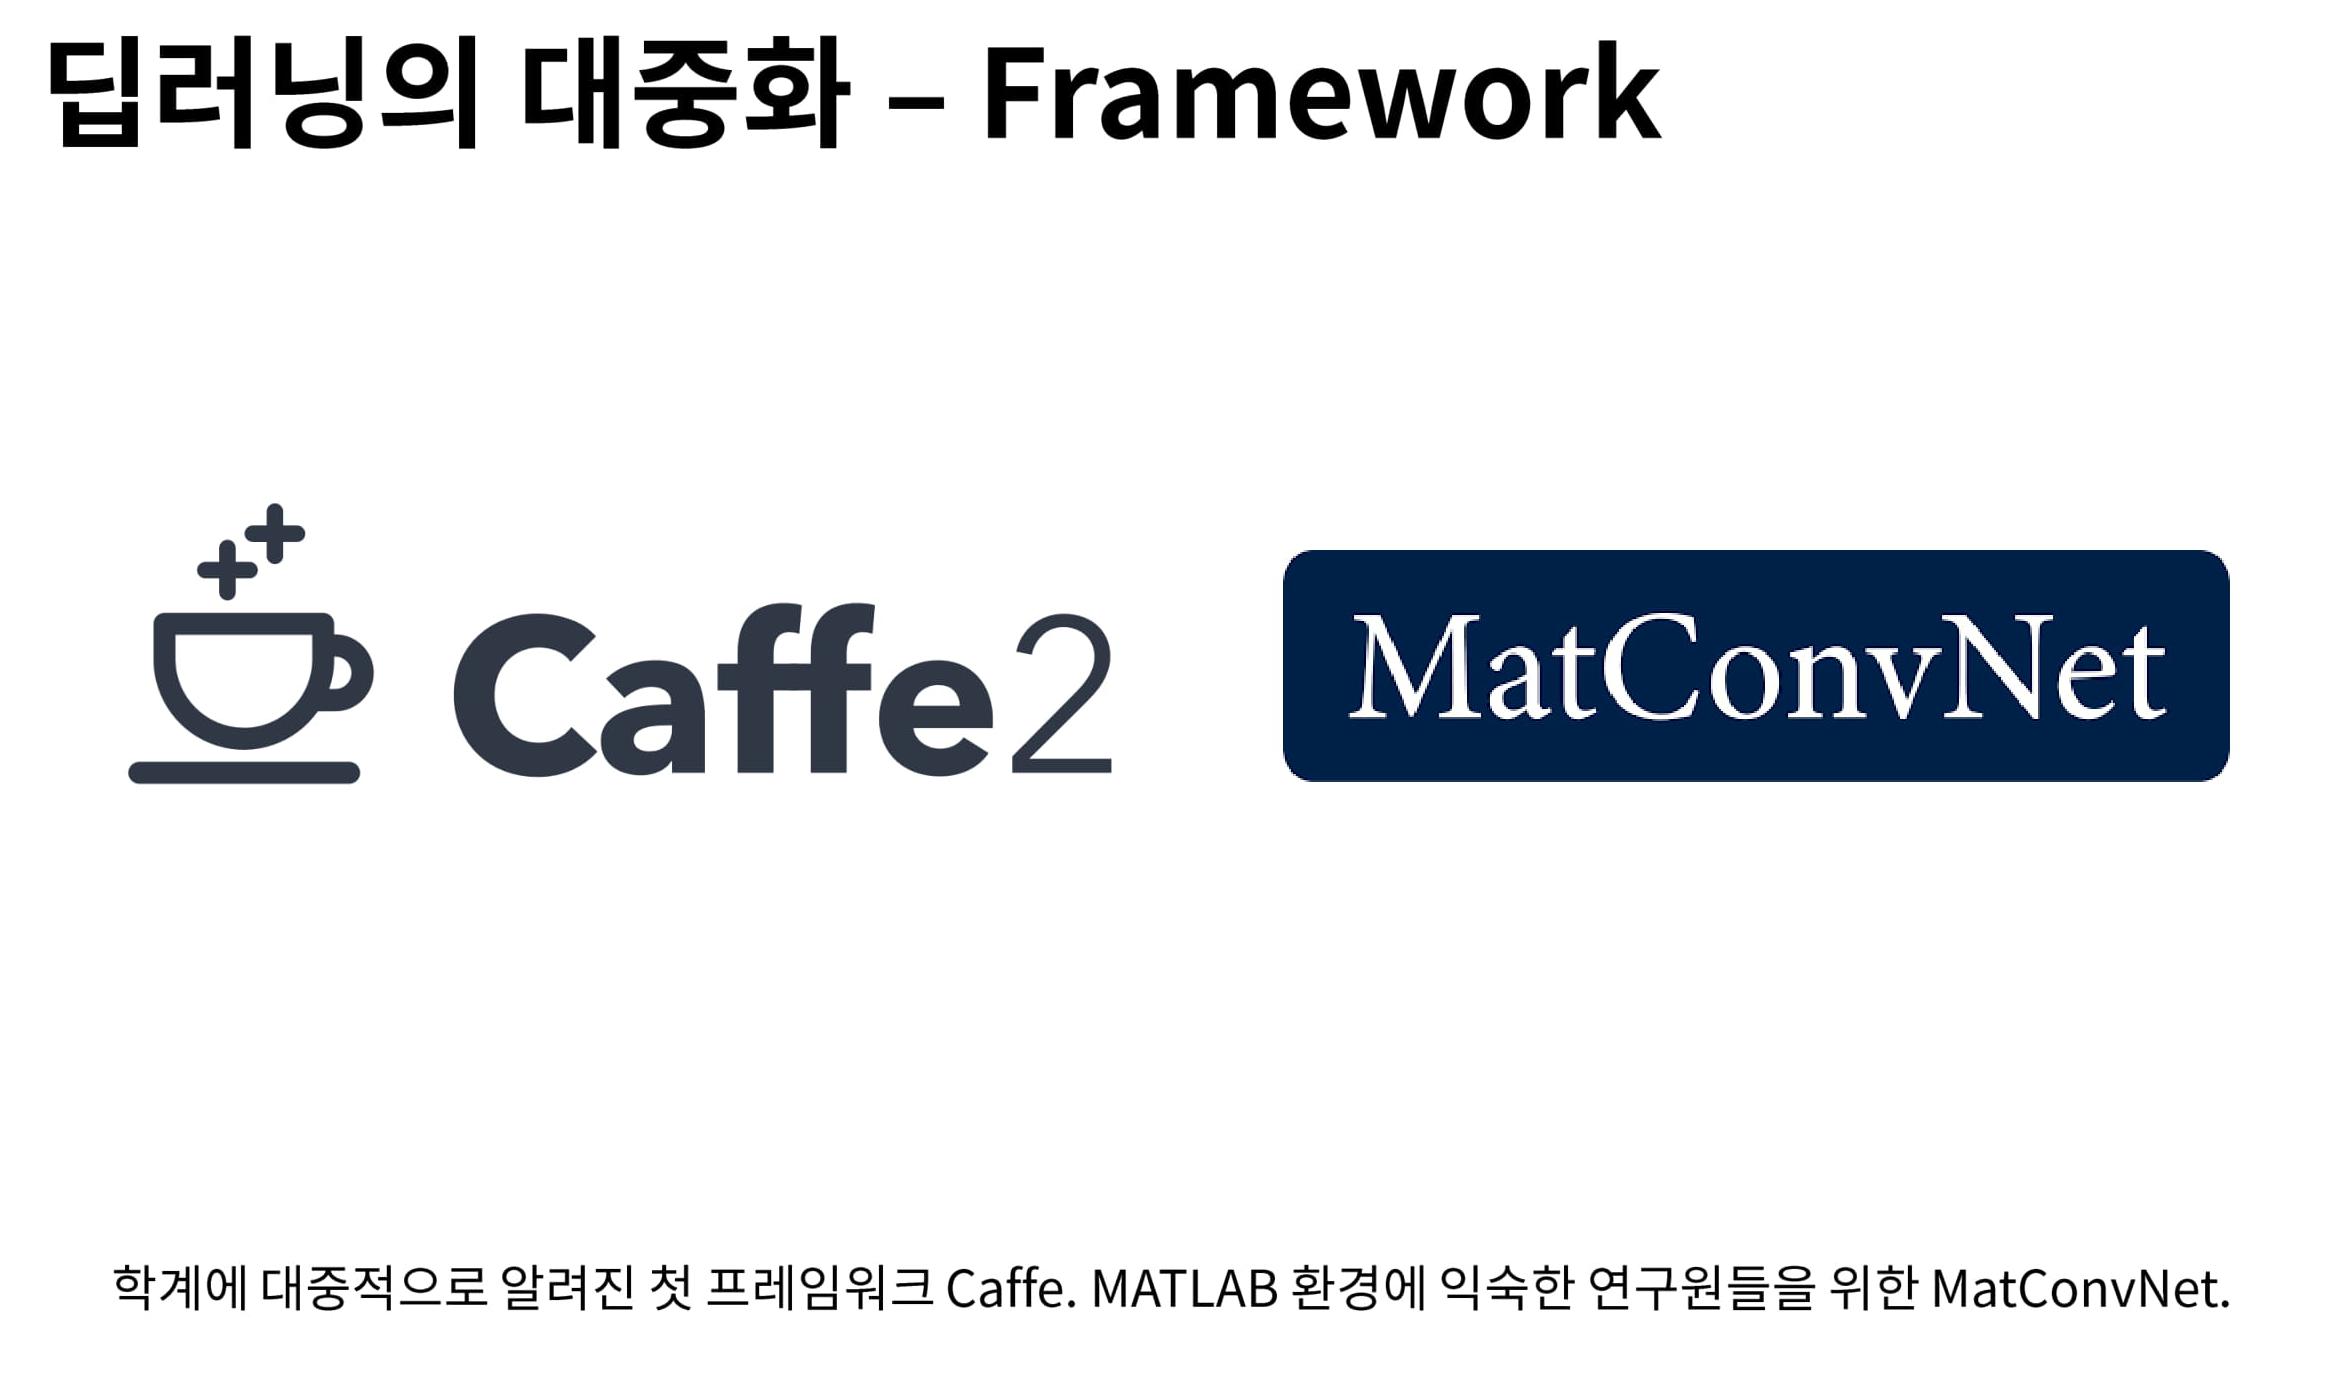 딥러닝의 대중화 – Framework
Caffe2
MatConvNet
학계에 대중적으로 알려진 첫 프레임워크 Caffe. MATLAB 환경에 익숙한 연구원들을 위한 MatConvNet.